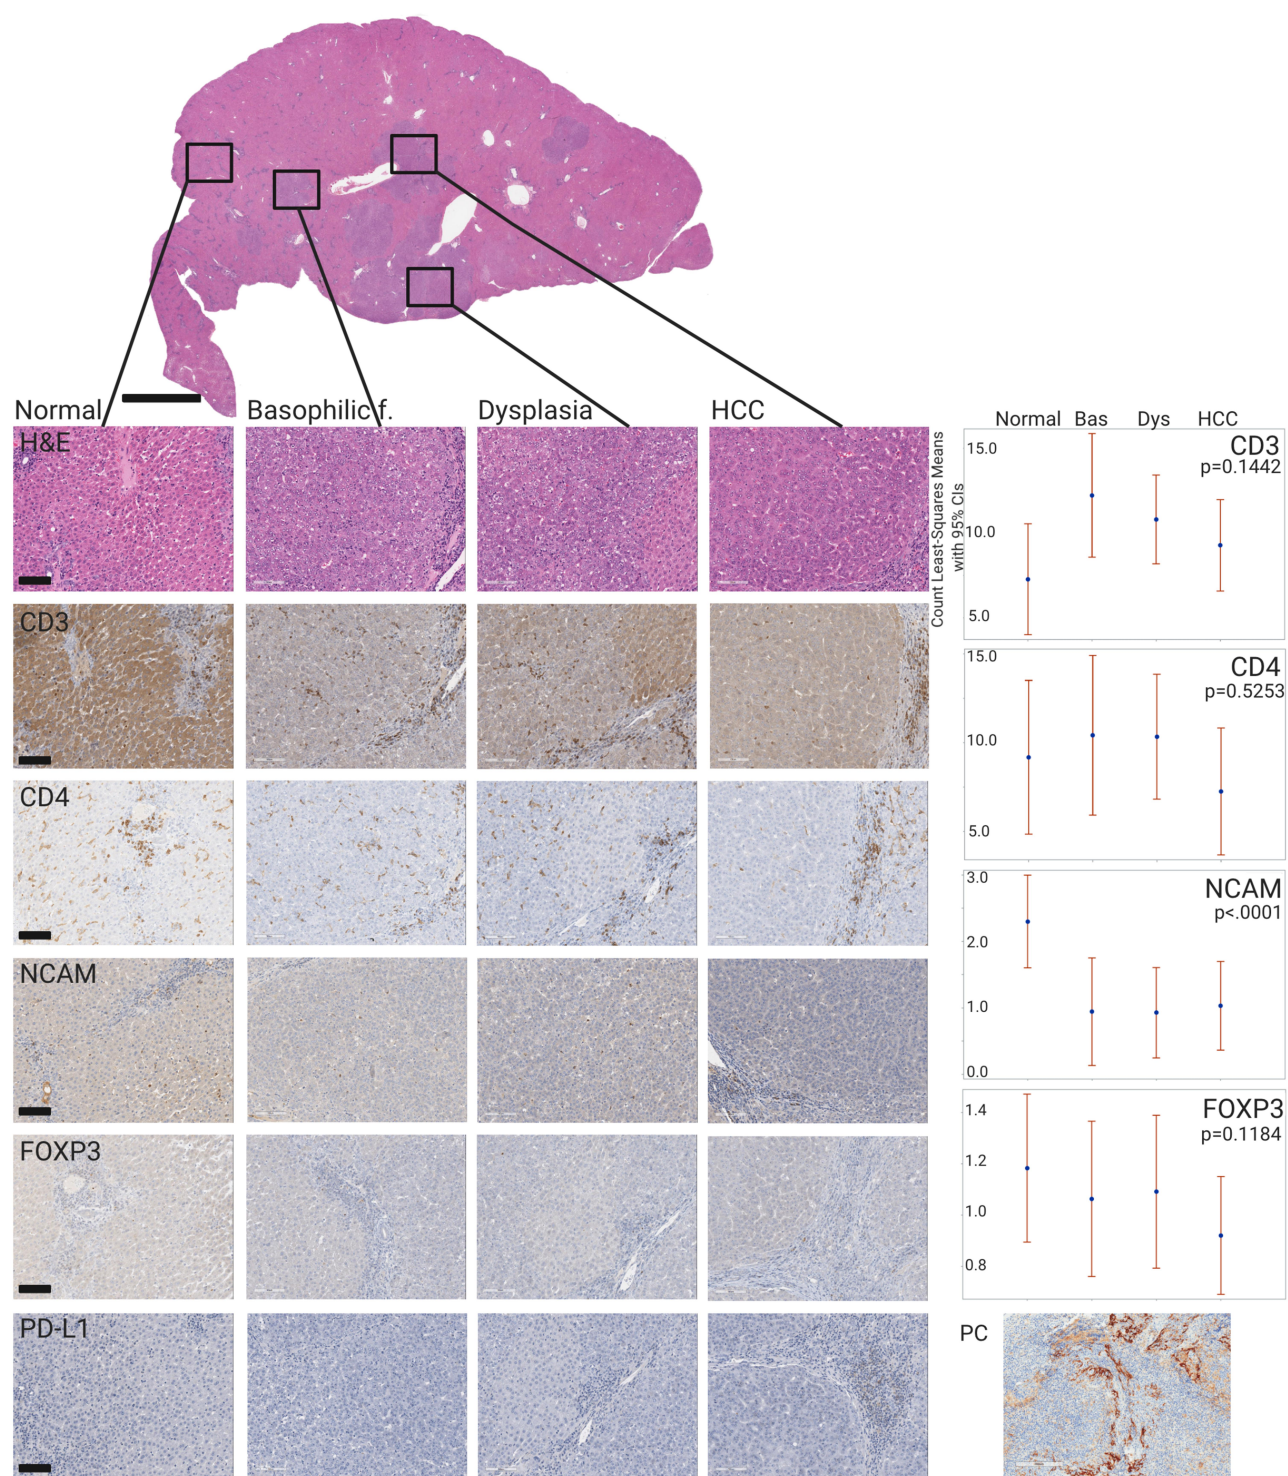 Normal
Basophilic f.
Dysplasia
HCC
H&E
CD3
CD4
NCAM
FOXP3
PD-L1
Normal Bas Dys HCC
Count Least-Squares Means
with 95% CIs
CD3
p=0.1442
15.0
10.0
5.0
CD4
p=0.5253
15.0
10.0
5.0
NCAM
p<.0001
3.0
2.0
1.0
0.0
FOXP3
p=0.1184
1.4
1.2
1.0
0.8
PC